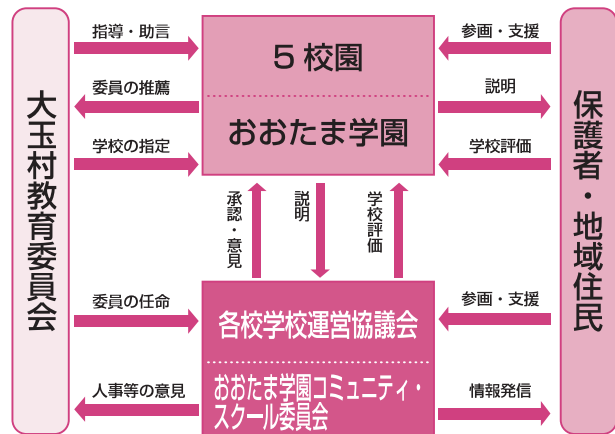 大玉村教育委員会
指導・助言
委員の推薦
学校の指定
5校園
おおたま学園
参画・支援
説明
学校評価
保護者・地域住民
承認・意見
説明
学校評価
委員の任命
人事等の意見
各校学校運営協議会
おおたま学園コミュニティ・
スクール委員会
参画・支援
情報発信